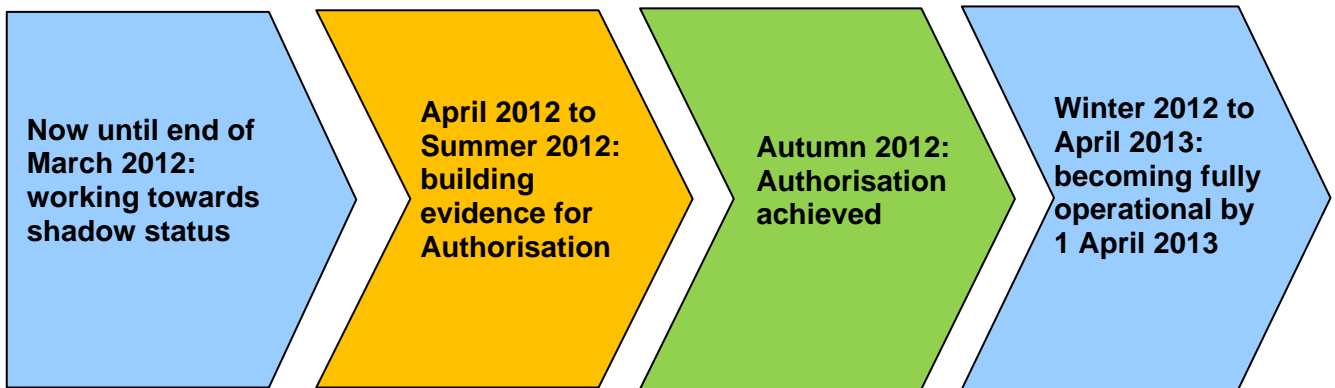 Now until end of
March 2012:
working towards
shadow status
April 2012 to
Summer 2012:
building
evidence for
Authorisation
Autumn 2012:
Authorisation
achieved
Winter 2012 to
April 2013:
becoming fully
operational by
1 April 2013